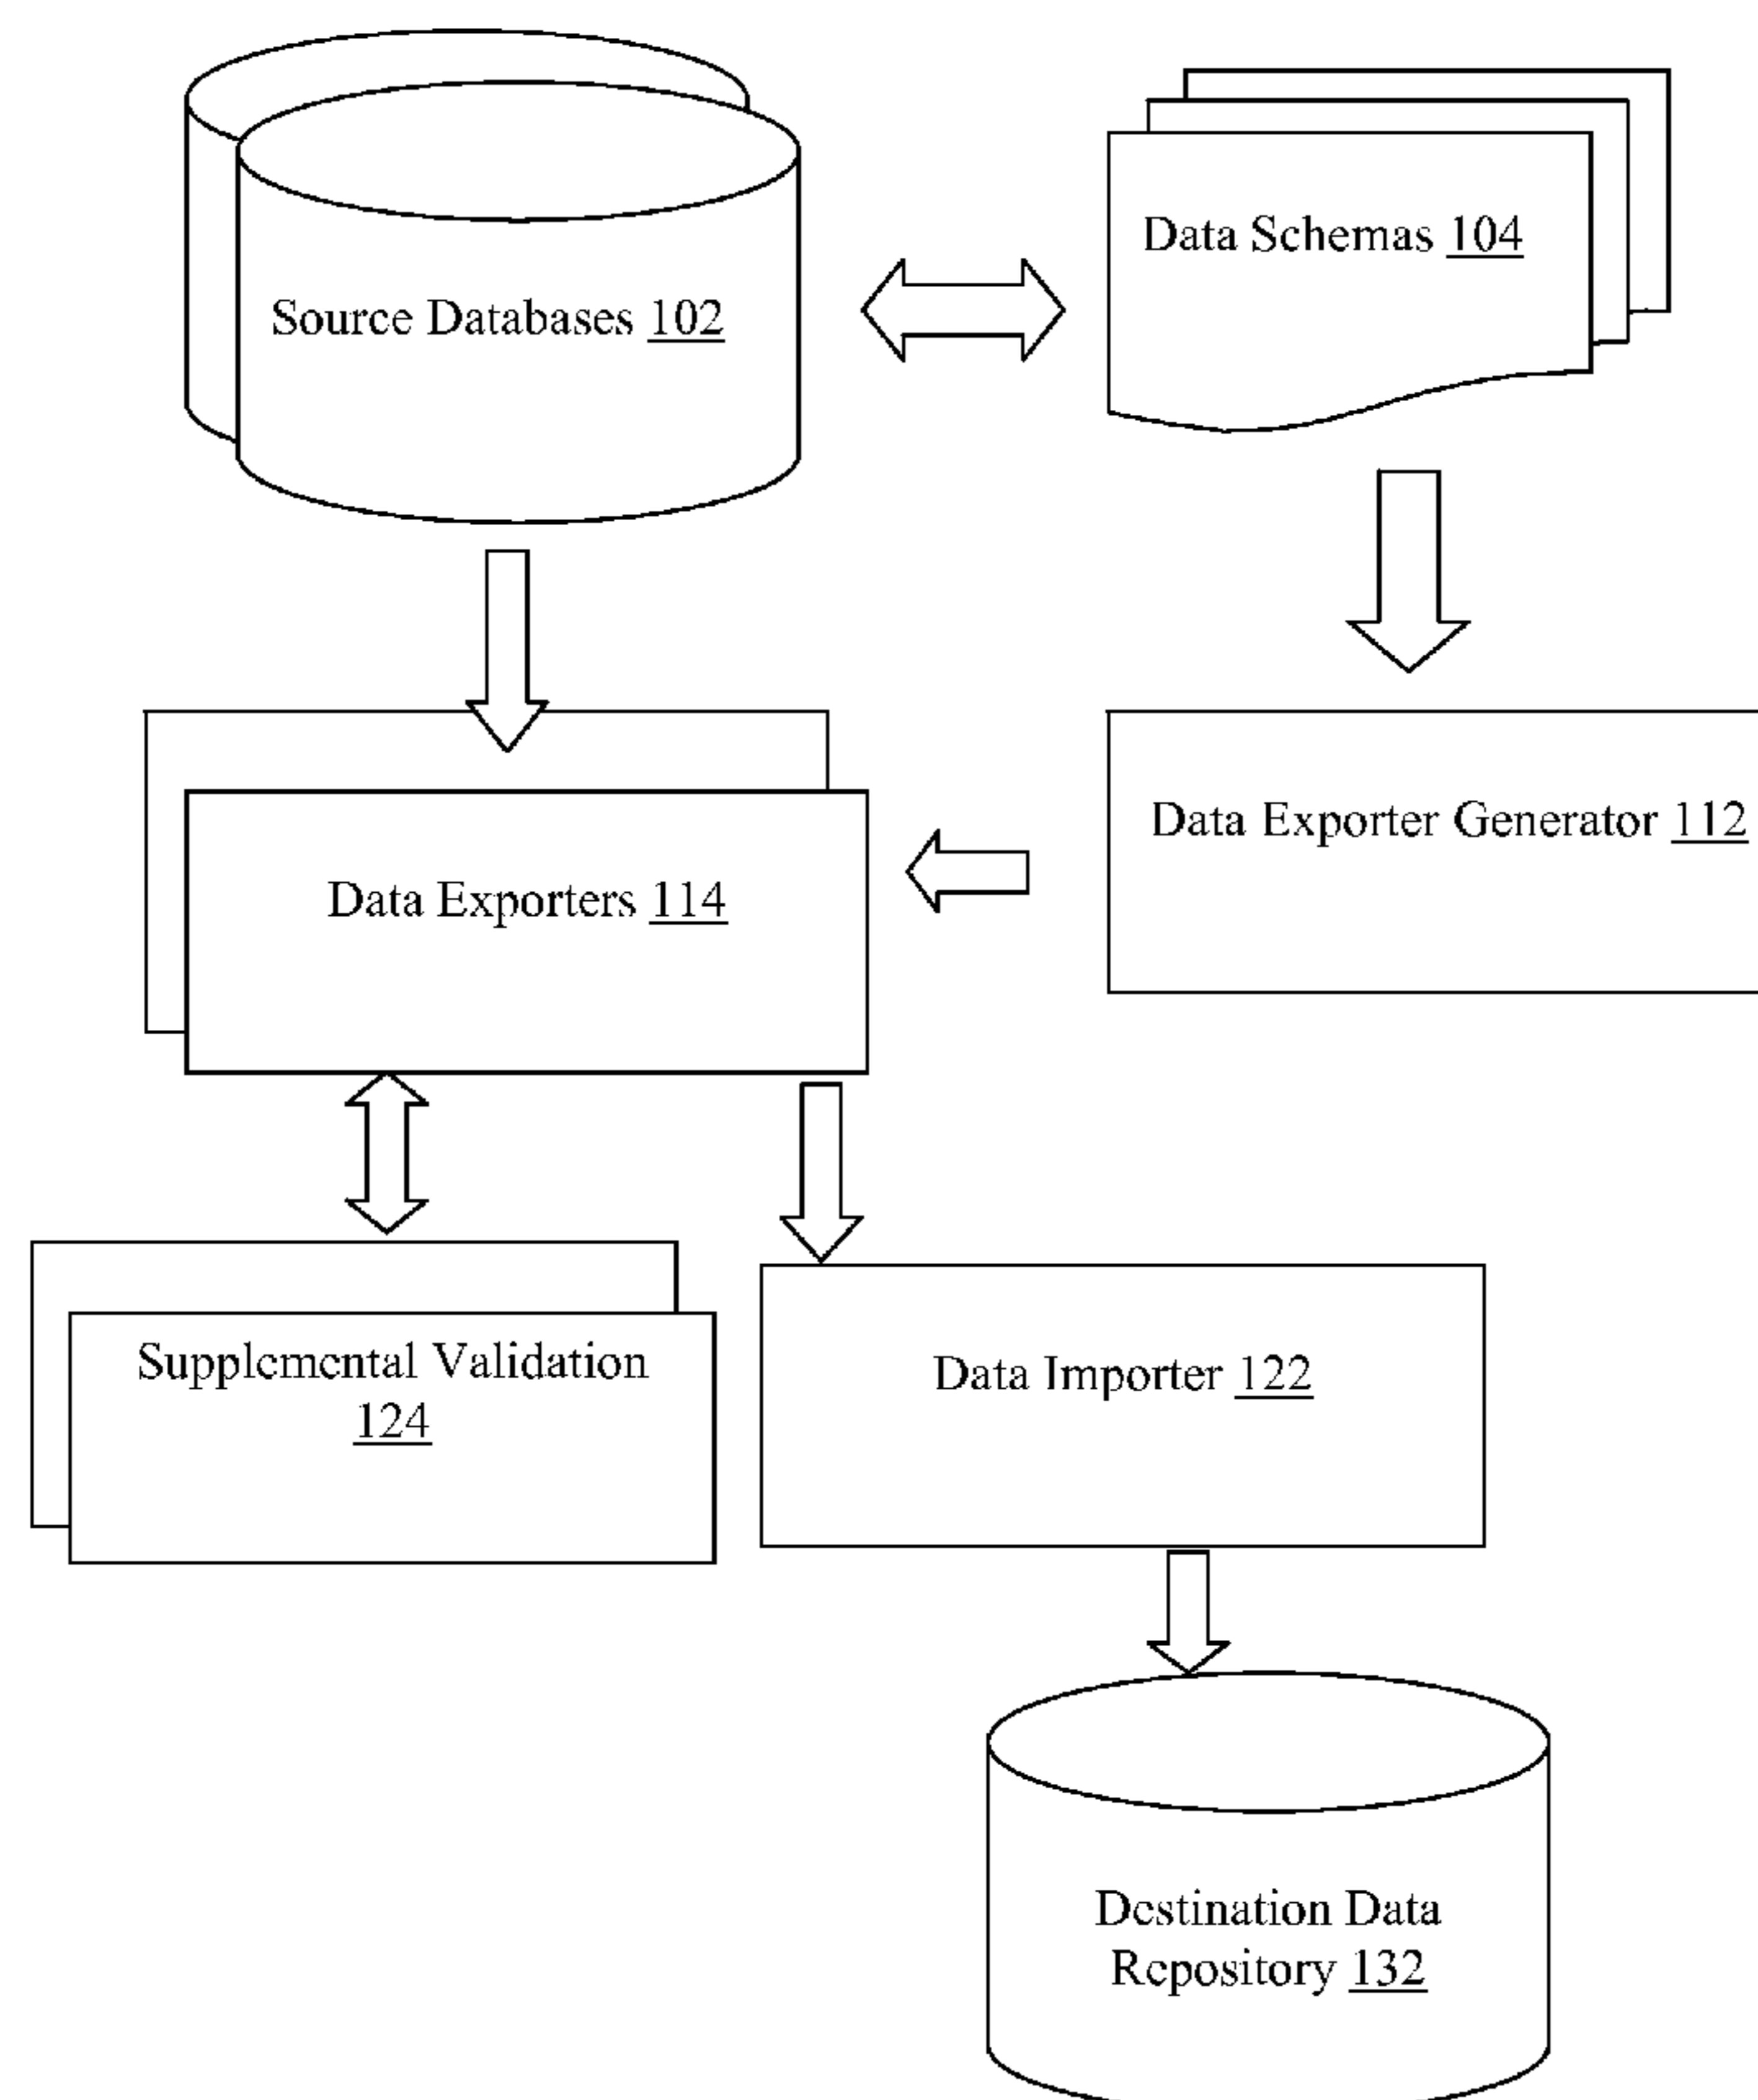 Source Databases 102
Data Schemas 104
Data Exporters 114
Data Exporter Generator 112
Supplemental Validation
124
Data Importer 122
Destination Data
Repository 132